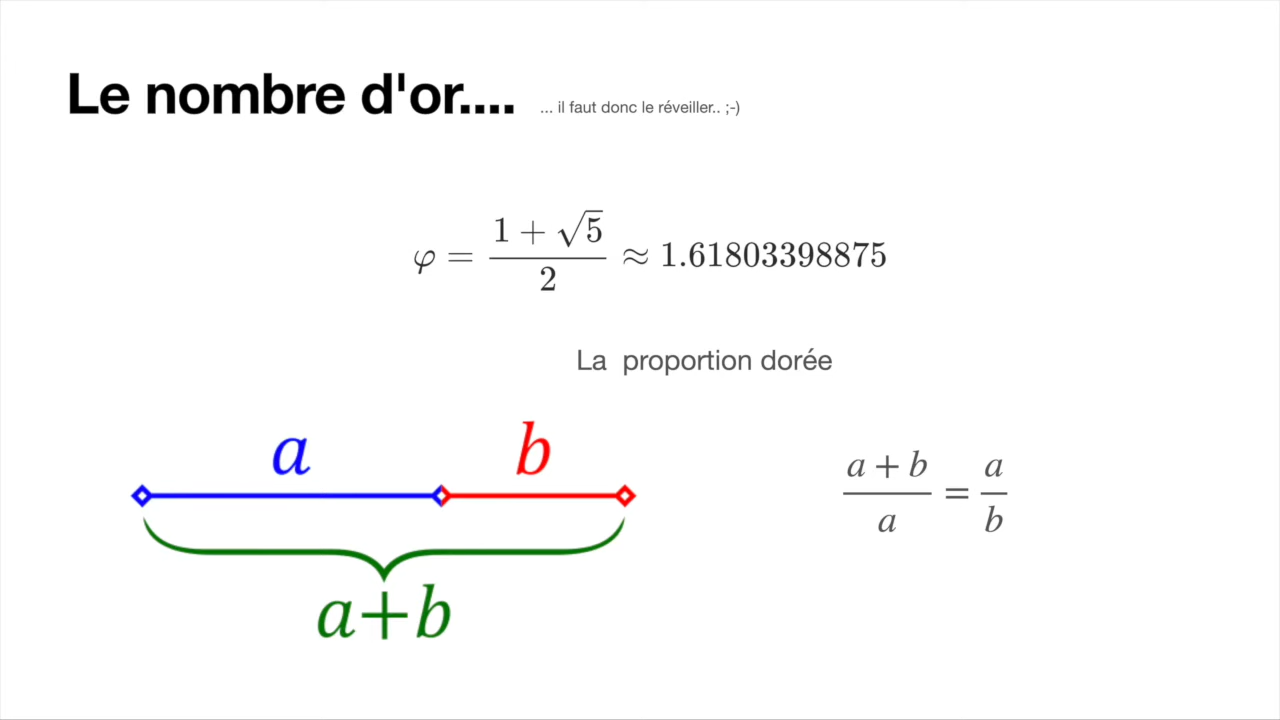 Le nombre d'or.... ... il faut donc le réveiller.. ;-)
φ = (1 + √5) / 2 ≈ 1.61803398875
La proportion dorée
a b
a+b
(a + b) / a = a / b